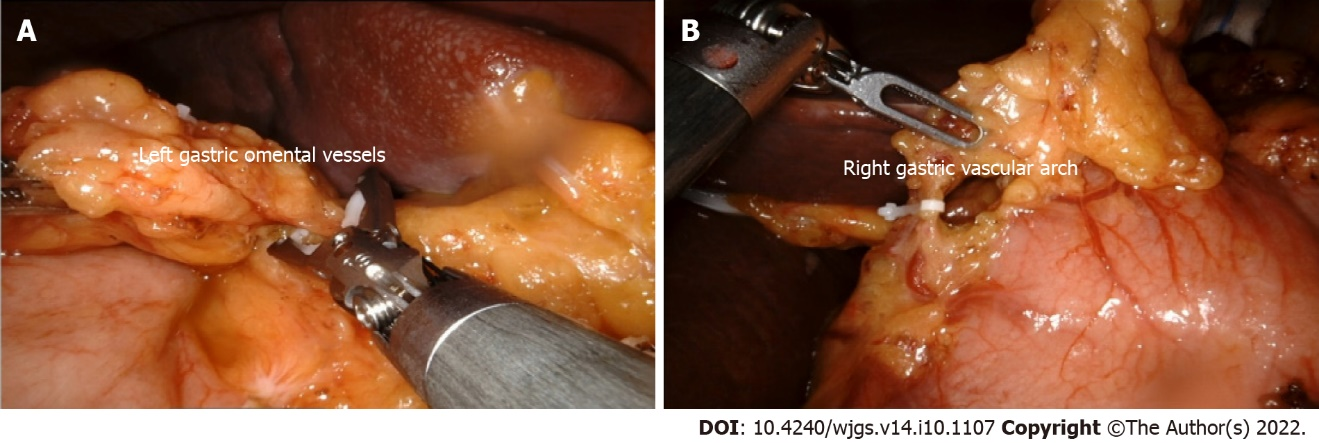 A
B
Left gastric omental vessels
Right gastric vascular arch
DOI: 10.4240/wjgs.v14.i10.1107 Copyright ©The Author(s) 2022.